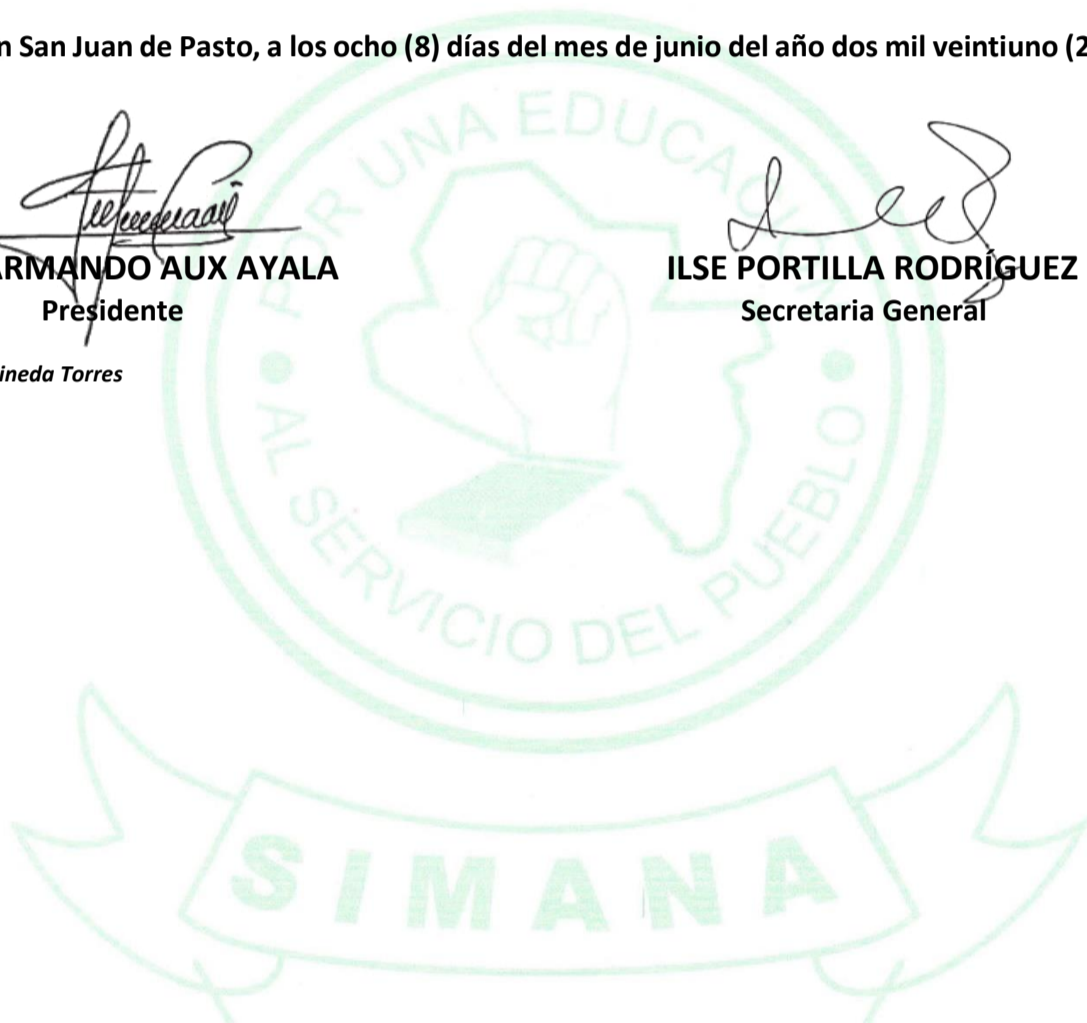 n San Juan de Pasto, a los ocho (8) días del mes de junio del año dos mil veintiuno (2
RMANDO AUX AYALA
Presidente
ILSE PORTILLA RODRÍGUEZ
Secretaria General
ineda Torres
POR UNA EDUCACIÓN
AL SERVICIO DEL PUEBLO
SIMANA